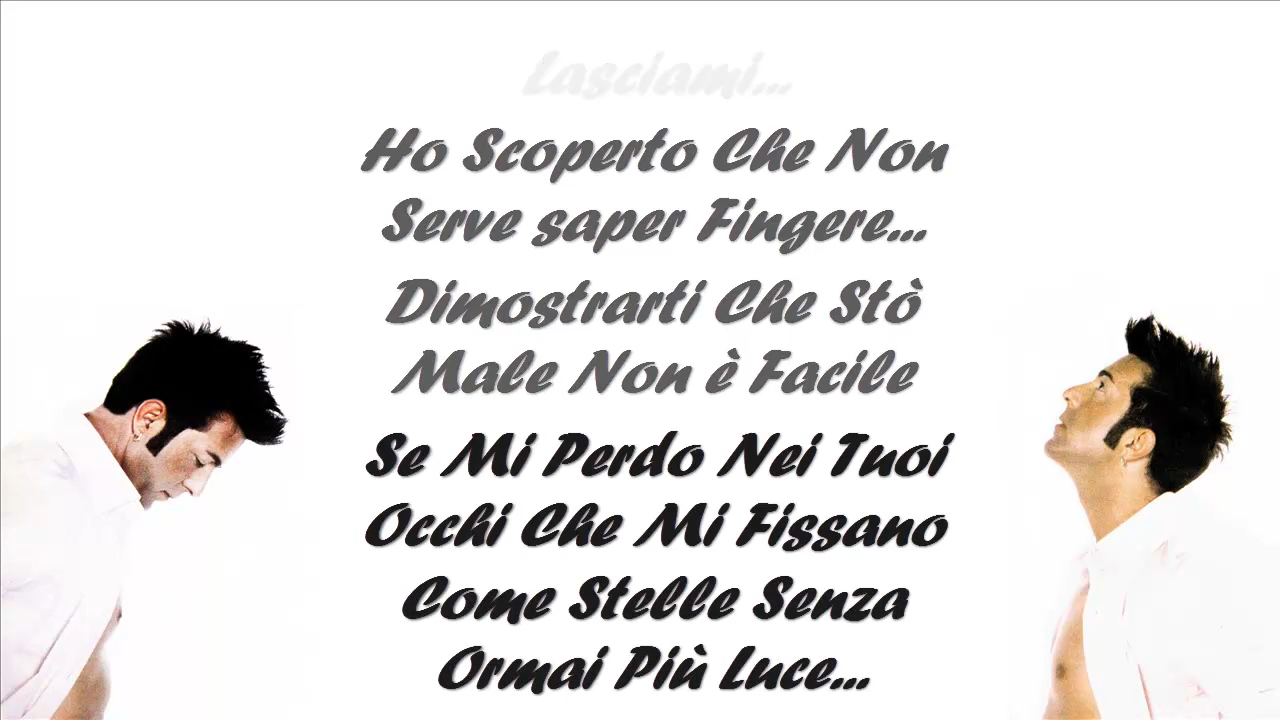 Lasciami...
Ho Scoperto Che Non
Serve saper Fingere...
Dimostrarti Che Stò
Male Non è Facile
Se Mi Perdo Nei Tuoi
Occhi Che Mi Fissano
Come Stelle Senza
Ormai Più Luce...